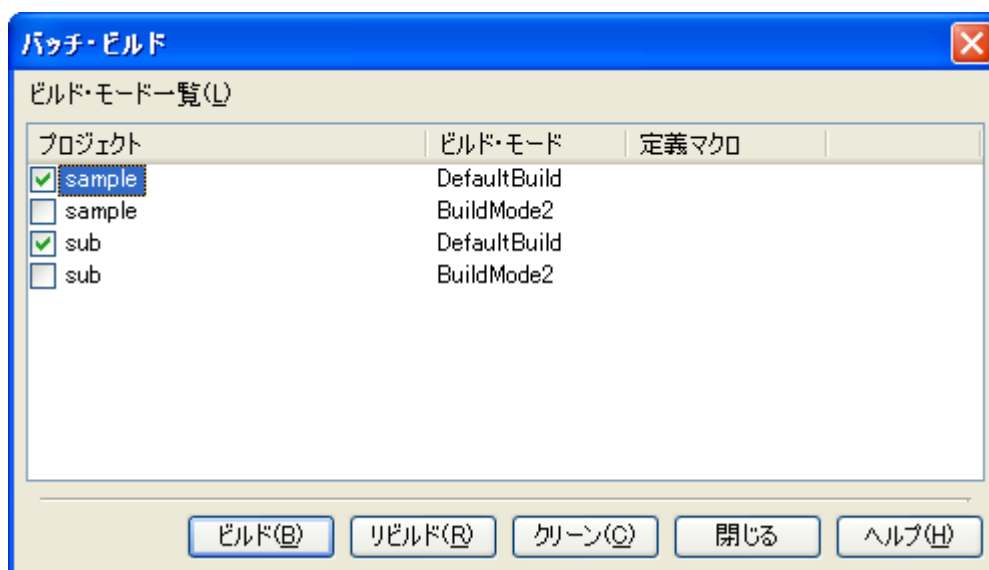 バッチ・ビルド
ビルド・モード一覧(L)
プロジェクト ビルド・モード 定義マクロ
sample DefaultBuild
sample BuildMode2
sub DefaultBuild
sub BuildMode2
ビルド(B) リビルド(R) クリーン(C) 閉じる ヘルプ(H)